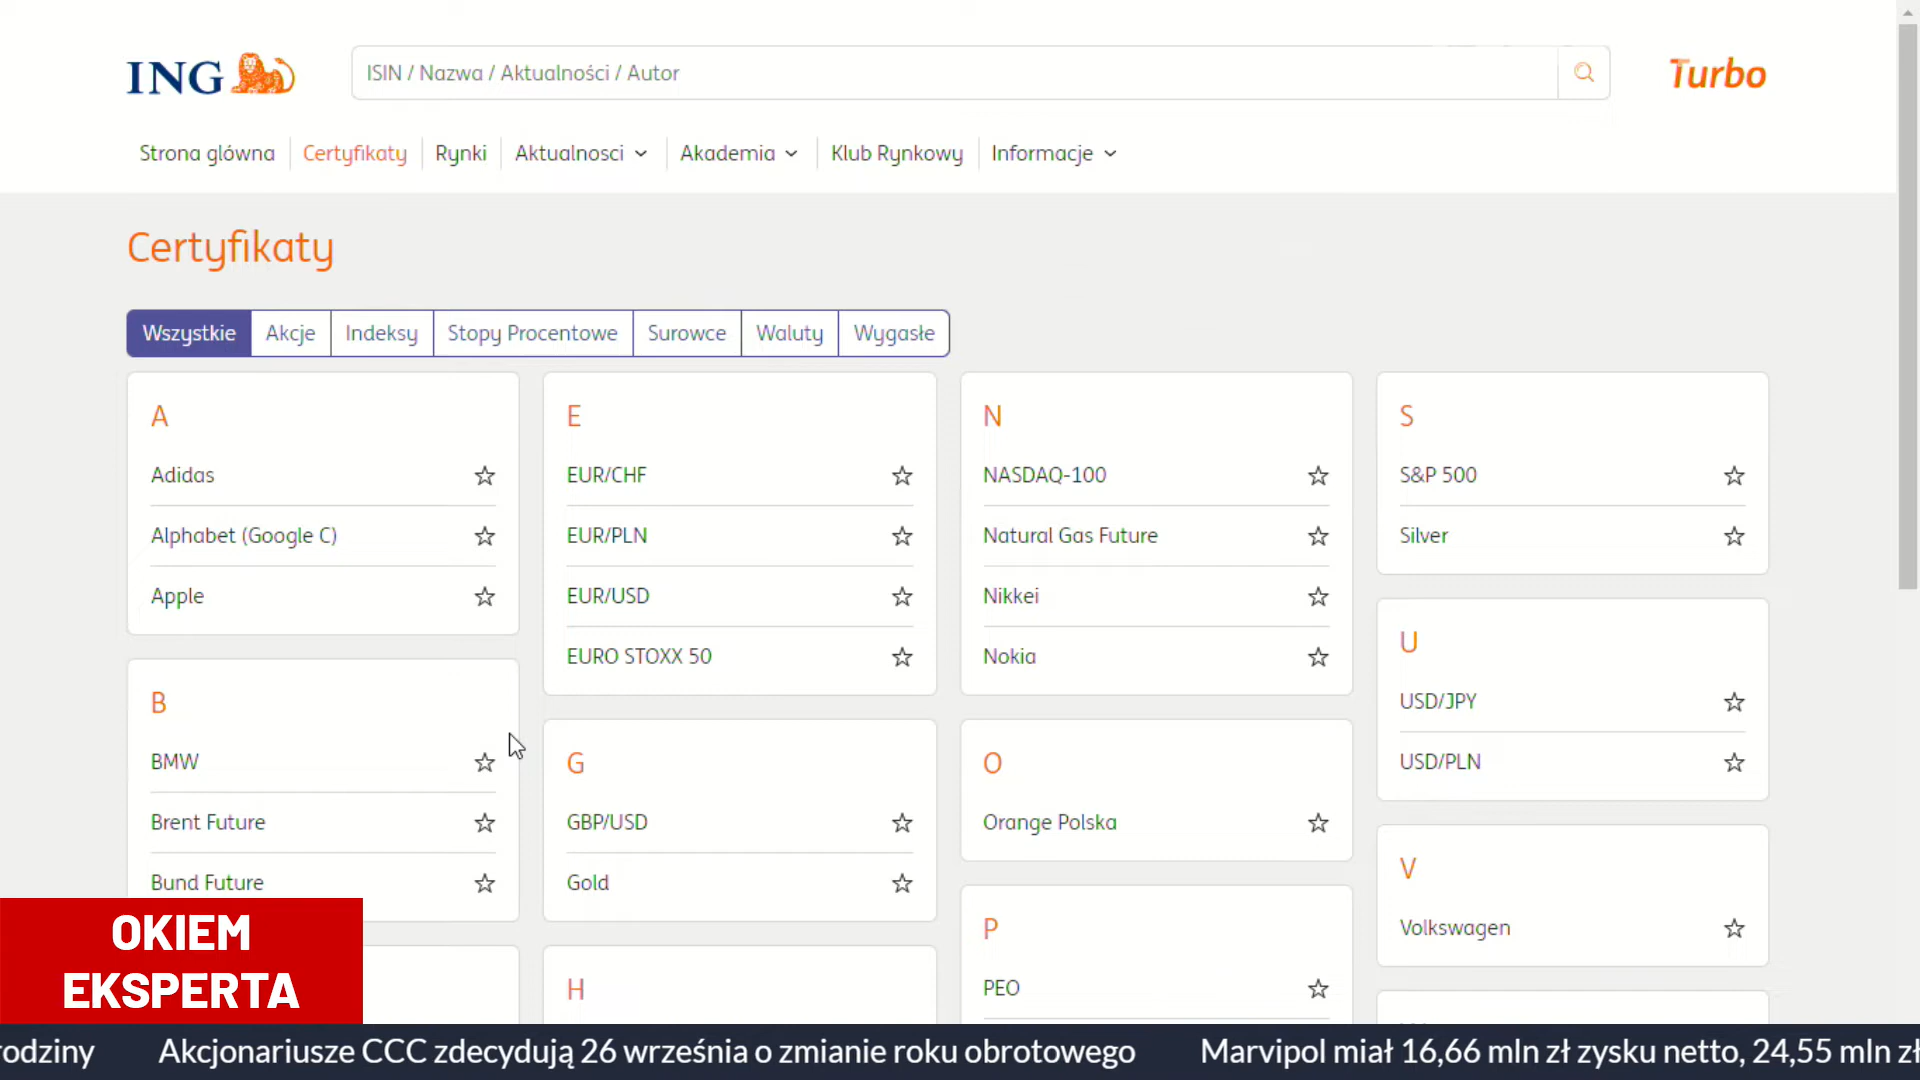 ING
ISIN / Nazwa / Aktualności / Autor
Turbo
Strona glówna
Certyfikaty
Rynki
Aktualnosci
Akademia
Klub Rynkowy
Informacje
Certyfikaty
Wszystkie
Akcje
Indeksy
Stopy Procentowe
Surowce
Waluty
Wygasłe
A
Adidas
Alphabet (Google C)
Apple
B
BMW
Brent Future
Bund Future
E
EUR/CHF
EUR/PLN
EUR/USD
EURO STOXX 50
G
GBP/USD
Gold
H
N
NASDAQ-100
Natural Gas Future
Nikkei
Nokia
O
Orange Polska
P
PEO
S
S&P 500
Silver
U
USD/JPY
USD/PLN
V
Volkswagen
OKIEM
EKSPERTA
rodziny Akcjonariusze CCC zdecydują 26 września o zmianie roku obrotowego Marvipol miał 16,66 mln zł zysku netto, 24,55 mln zł